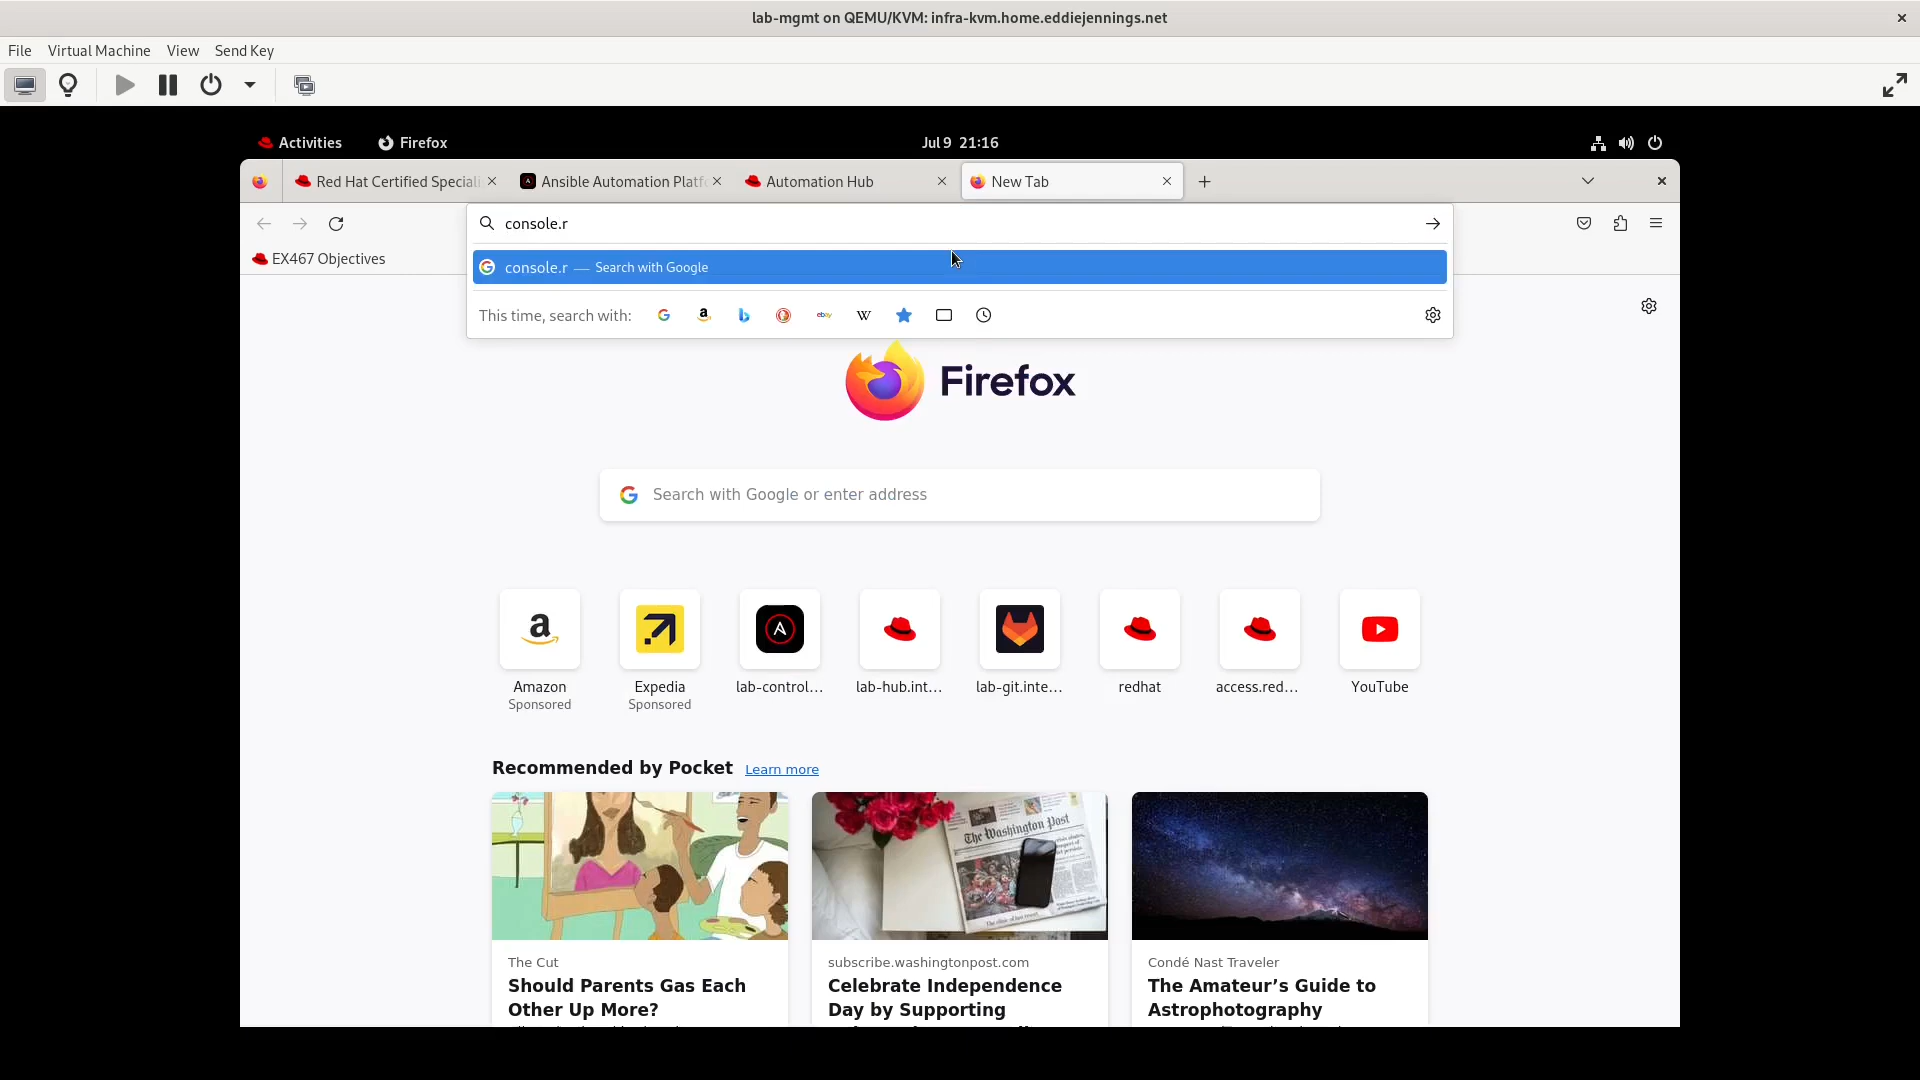 lab-mgmt on QEMU/KVM: infra-kvm.home.eddiejennings.net
File Virtual Machine View Send Key
Activities Firefox Jul 9 21:16
Red Hat Certified Speciali Ansible Automation Platfo Automation Hub New Tab
console.r
EX467 Objectives
console.r — Search with Google
This time, search with:
Firefox
Search with Google or enter address
Amazon
Sponsored
Expedia
Sponsored
lab-control...
lab-hub.int...
lab-git.inte...
redhat
access.red...
YouTube
Recommended by Pocket Learn more
The Washington Post
The Cut
Should Parents Gas Each
Other Up More?
subscribe.washingtonpost.com
Celebrate Independence
Day by Supporting
Condé Nast Traveler
The Amateur’s Guide to
Astrophotography